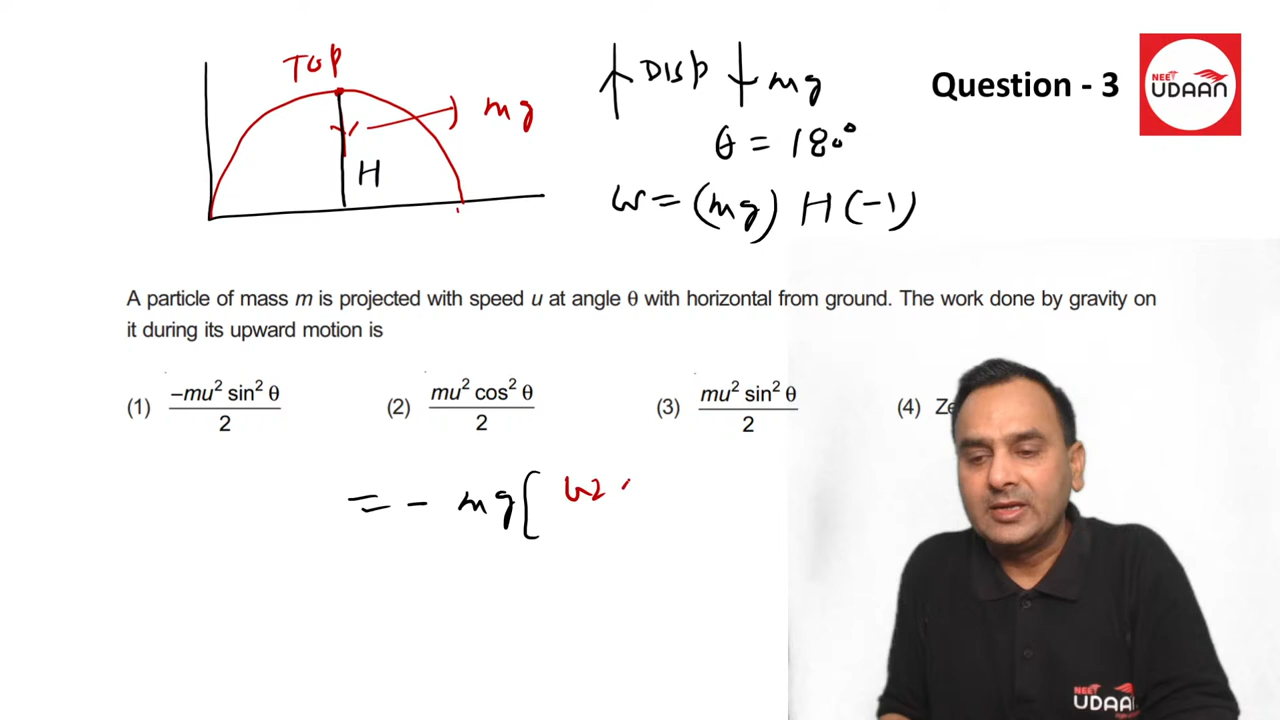 TOP
mg
H
DISP mg
θ = 180°
W = (mg) H (-1)
Question - 3
NEET
UDAAN
A particle of mass m is projected with speed u at angle θ with horizontal from ground. The work done by gravity on
it during its upward motion is
(1) −mu² sin² θ / 2
(2) mu² cos² θ / 2
(3) mu² sin² θ / 2
(4)
= - mg[ u2
NEET
UDAAN